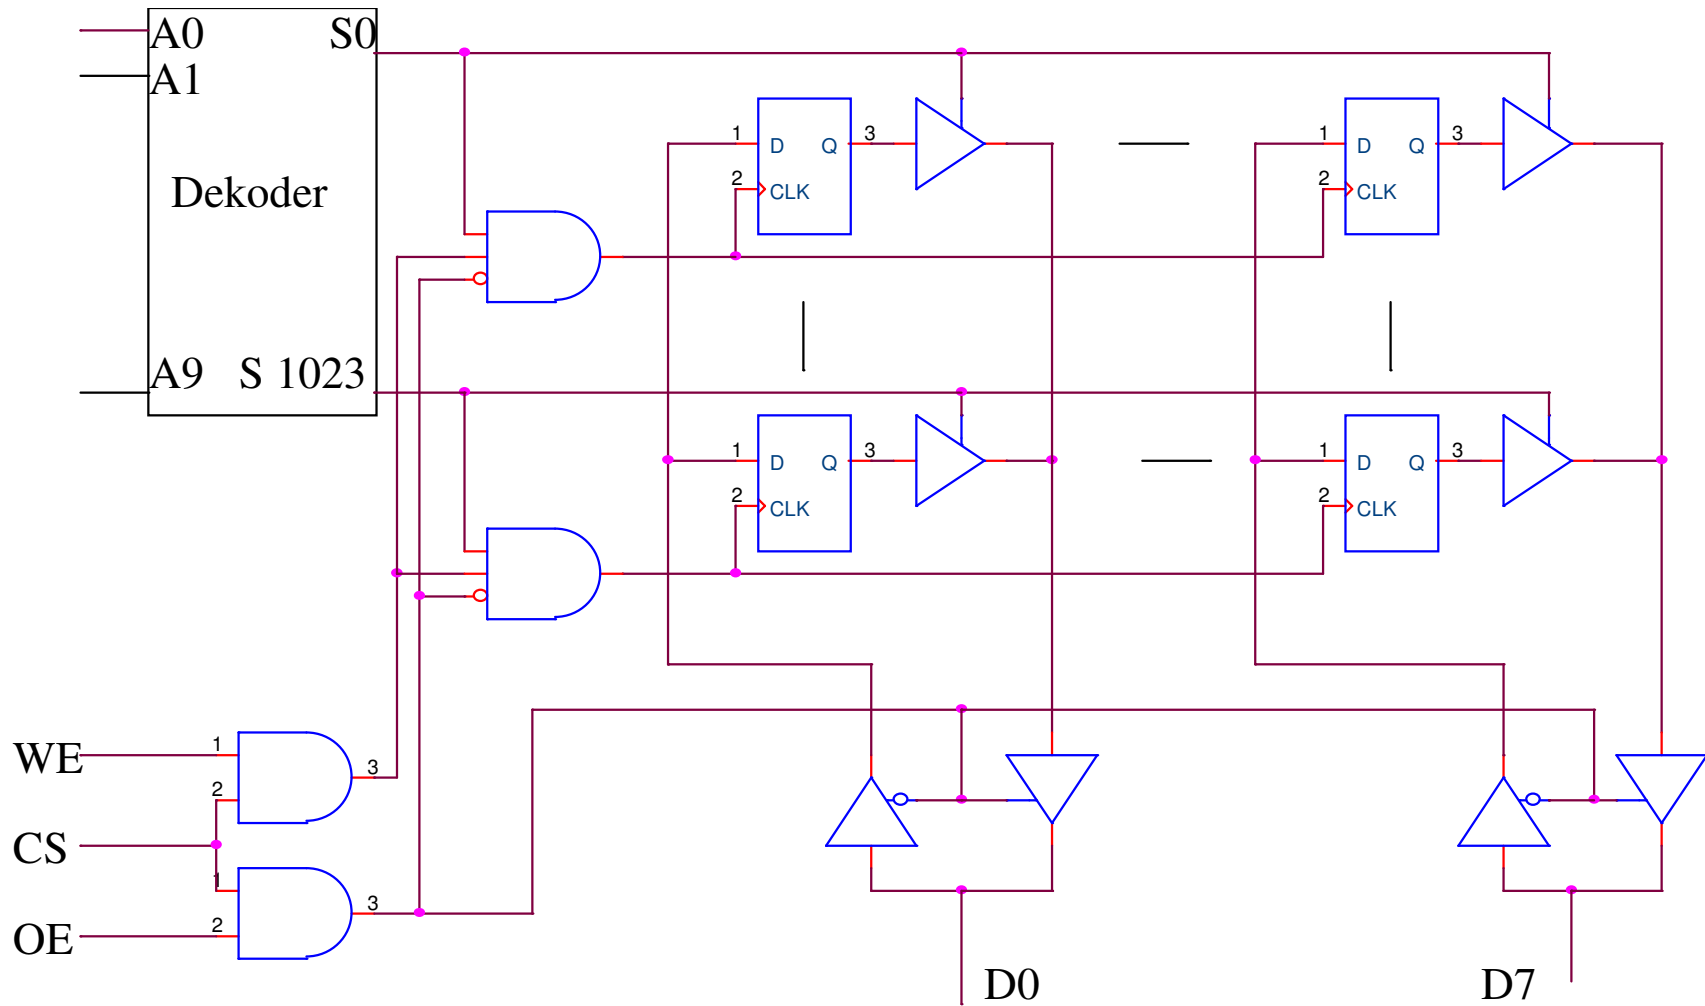 A0 S0
A1
1 D Q 3
2 CLK
1 D Q 3
2 CLK
Dekoder
A9 S 1023
1 D Q 3
2 CLK
1 D Q 3
2 CLK
WE 1
2 3
CS
1
OE 2 3
D0 D7